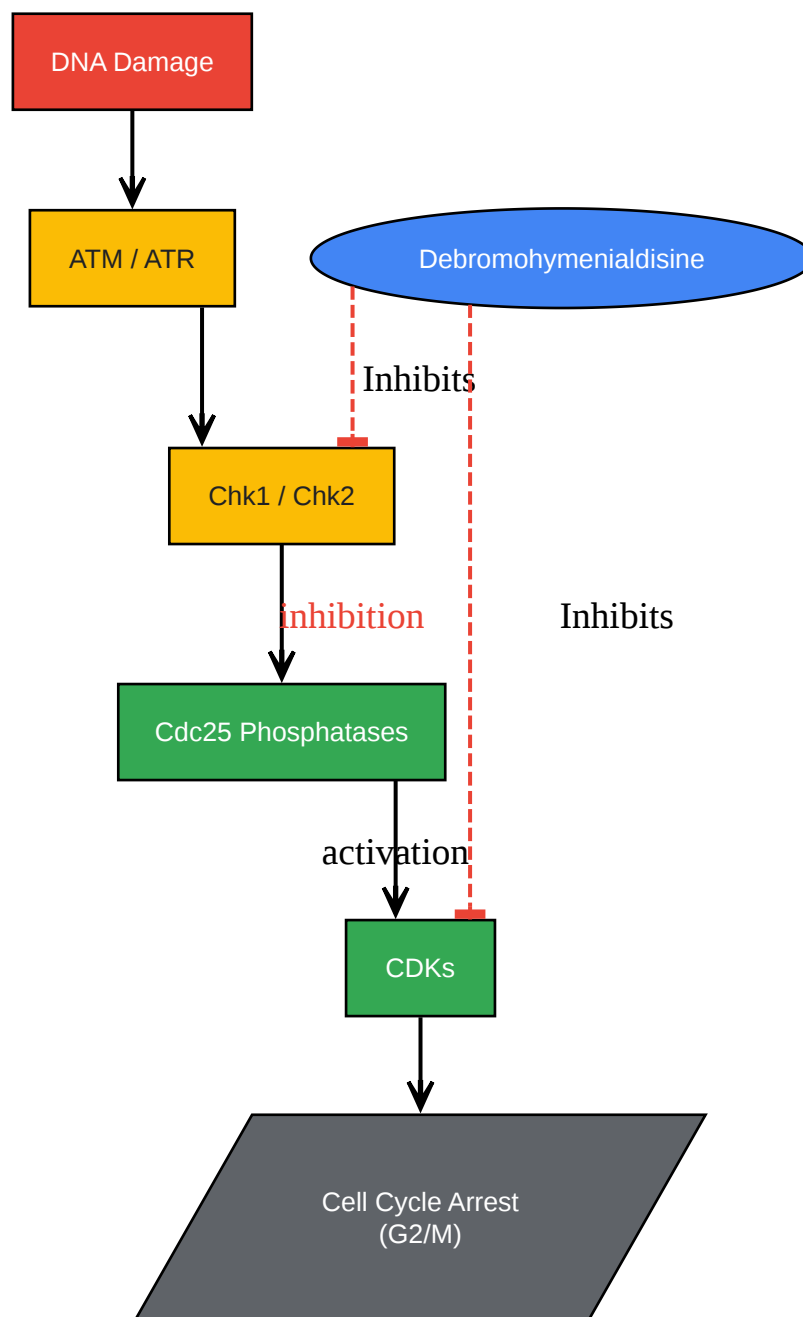 DNA Damage
ATM / ATR
Debromohymenialdisine
Inhibits
Chk1 / Chk2
inhibition
Inhibits
Cdc25 Phosphatases
activation
CDKs
Cell Cycle Arrest
(G2/M)